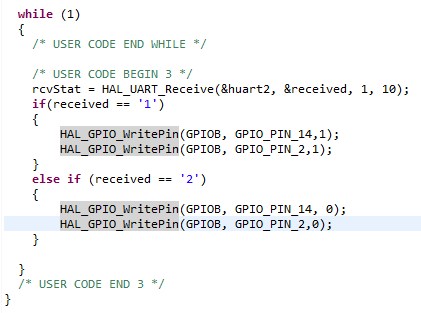 while (1)
{
/* USER CODE END WHILE */
/* USER CODE BEGIN 3 */
rcvStat = HAL_UART_Receive(&huart2, &received, 1, 10);
if(received == '1')
{
HAL_GPIO_WritePin(GPIOB, GPIO_PIN_14,1);
HAL_GPIO_WritePin(GPIOB, GPIO_PIN_2,1);
}
else if (received == '2')
{
HAL_GPIO_WritePin(GPIOB, GPIO_PIN_14, 0);
HAL_GPIO_WritePin(GPIOB, GPIO_PIN_2,0);
}
}
/* USER CODE END 3 */
}